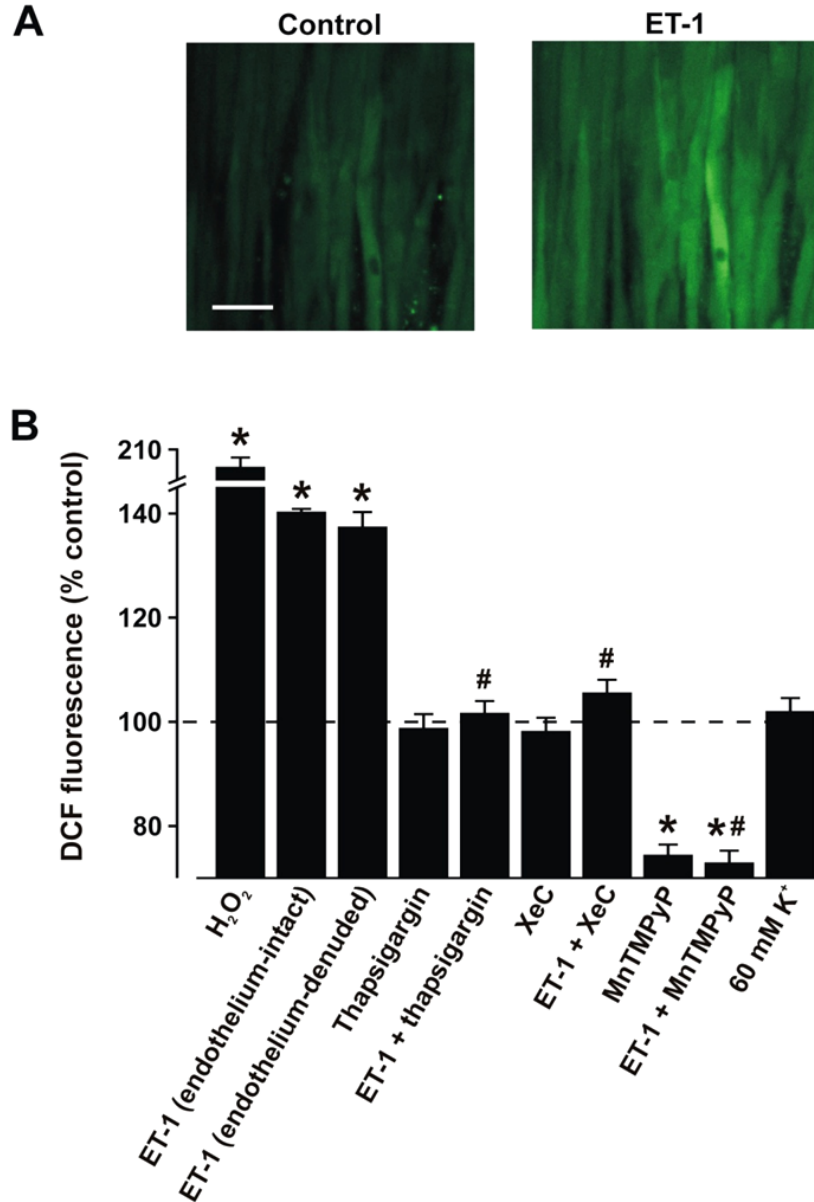 A
Control
ET-1
B
DCF fluorescence (% control)
210
140
120
100
80
*
*
*
#
#
*
*#
H₂O₂
ET-1 (endothelium-intact)
ET-1 (endothelium-denuded)
Thapsigargin
ET-1 + thapsigargin
XeC
ET-1 + XeC
MnTMPyP
ET-1 + MnTMPyP
60 mM K⁺